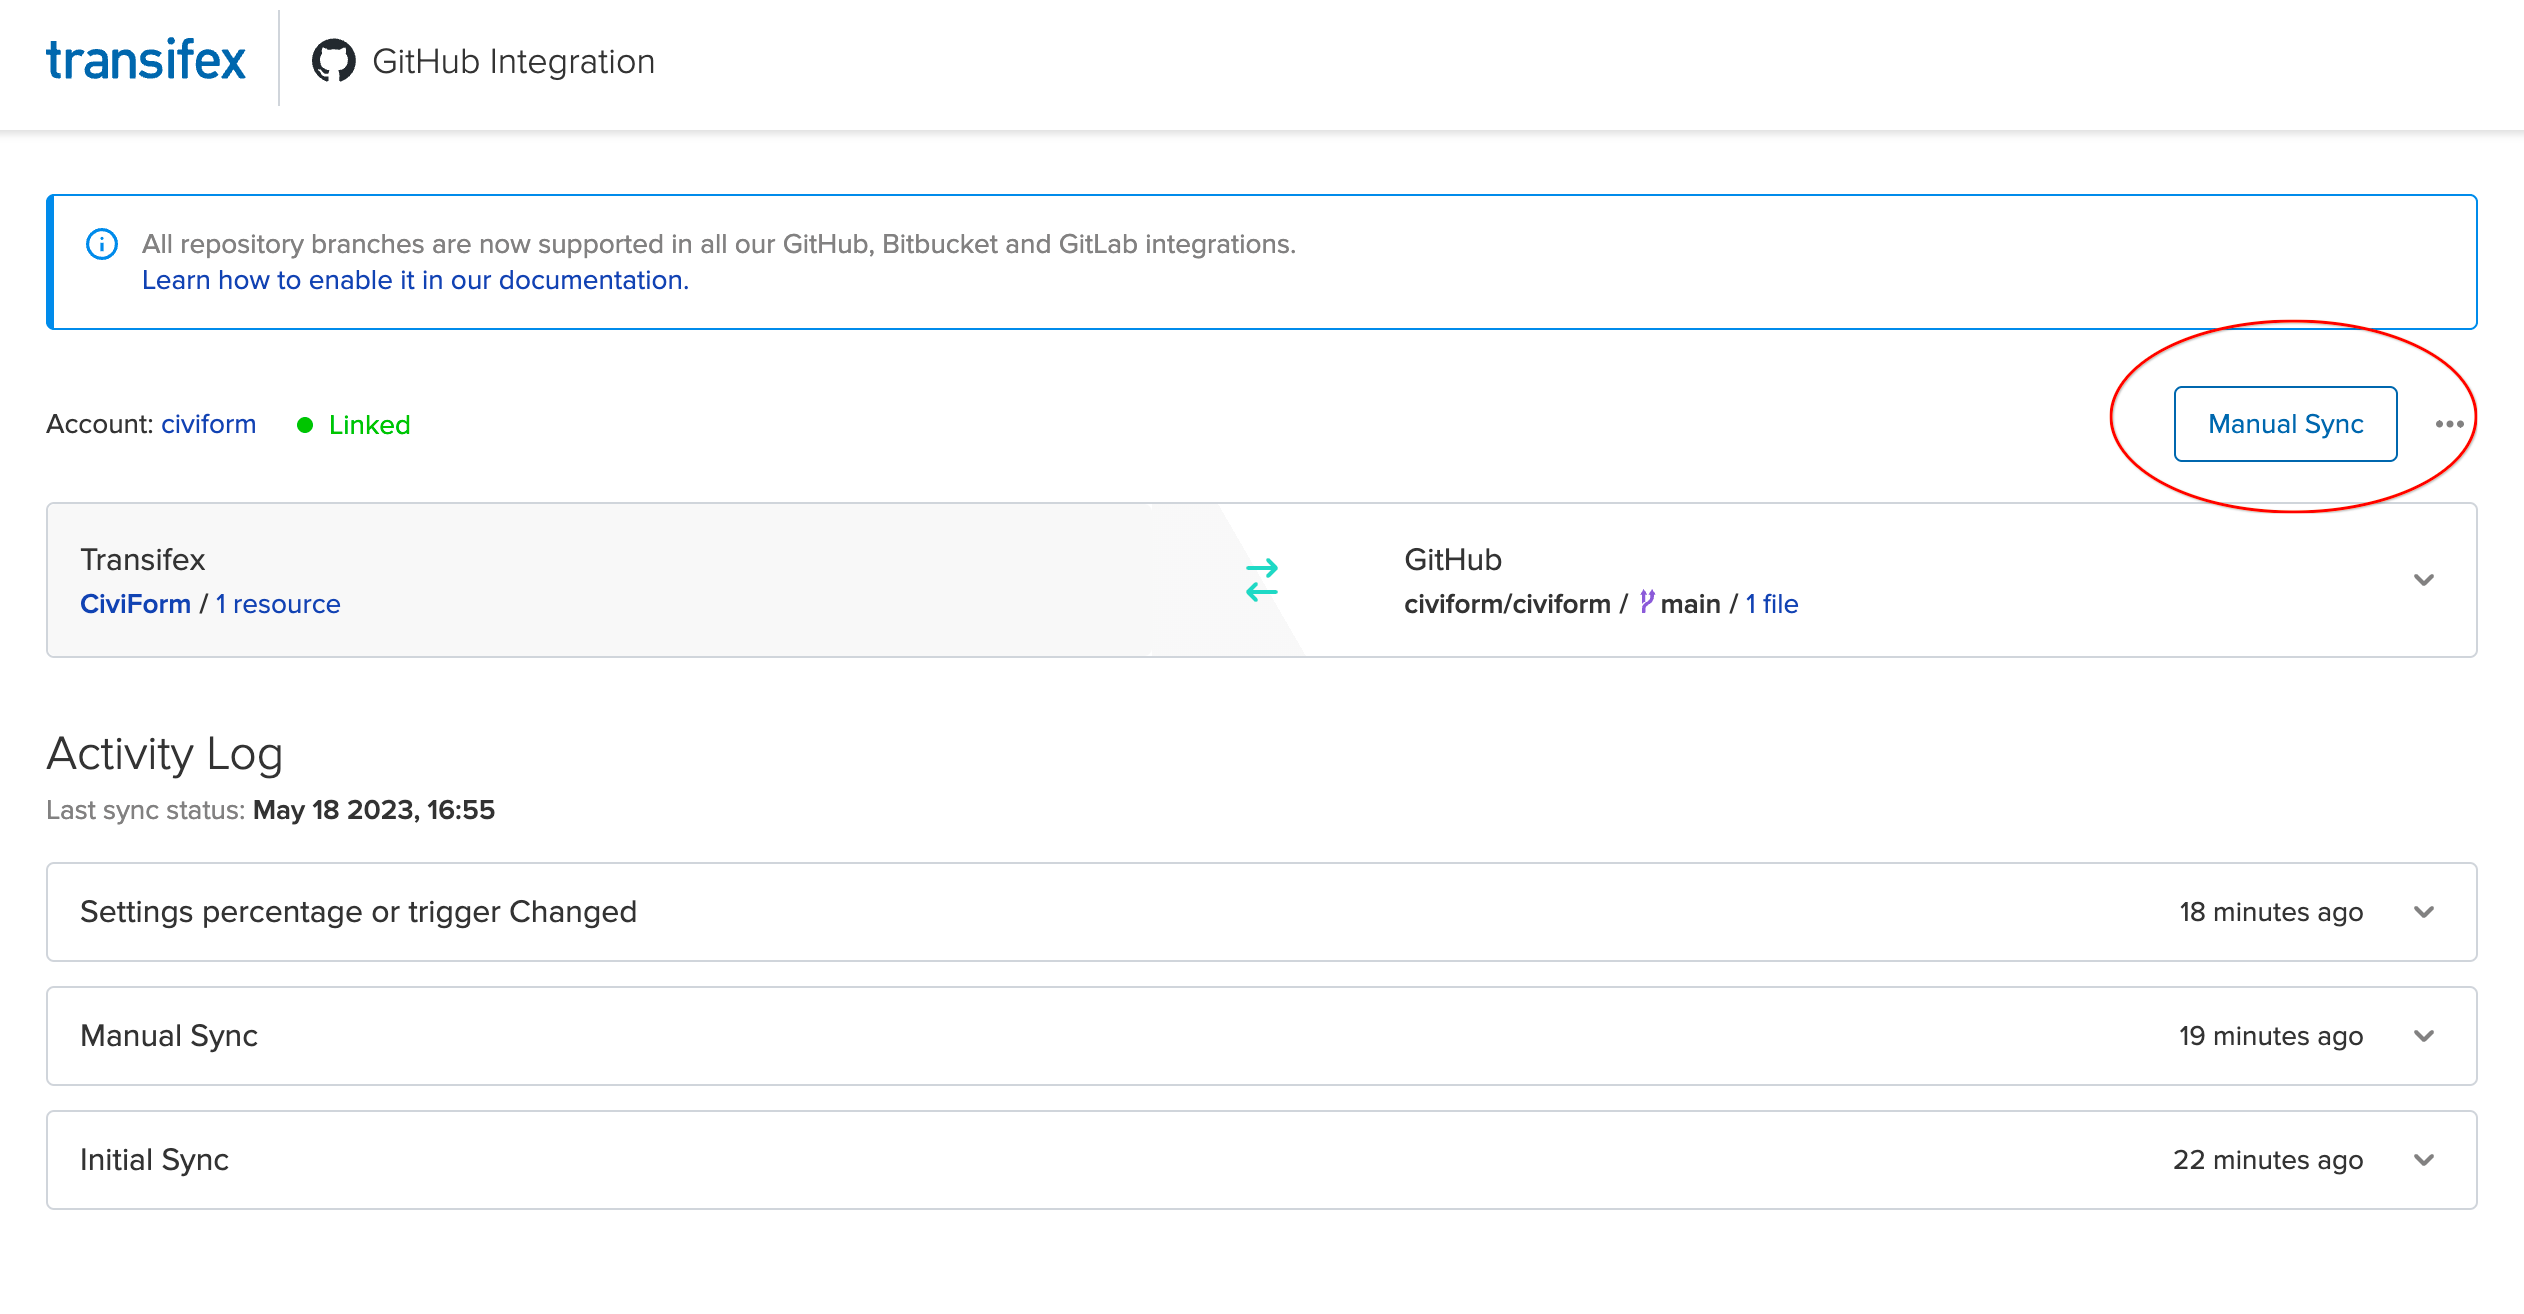 transifex
GitHub Integration
All repository branches are now supported in all our GitHub, Bitbucket and GitLab integrations.
Learn how to enable it in our documentation.
Account: civiform
Linked
Manual Sync
Transifex
CiviForm / 1 resource
GitHub
civiform/civiform / main / 1 file
Activity Log
Last sync status: May 18 2023, 16:55
Settings percentage or trigger Changed
18 minutes ago
Manual Sync
19 minutes ago
Initial Sync
22 minutes ago